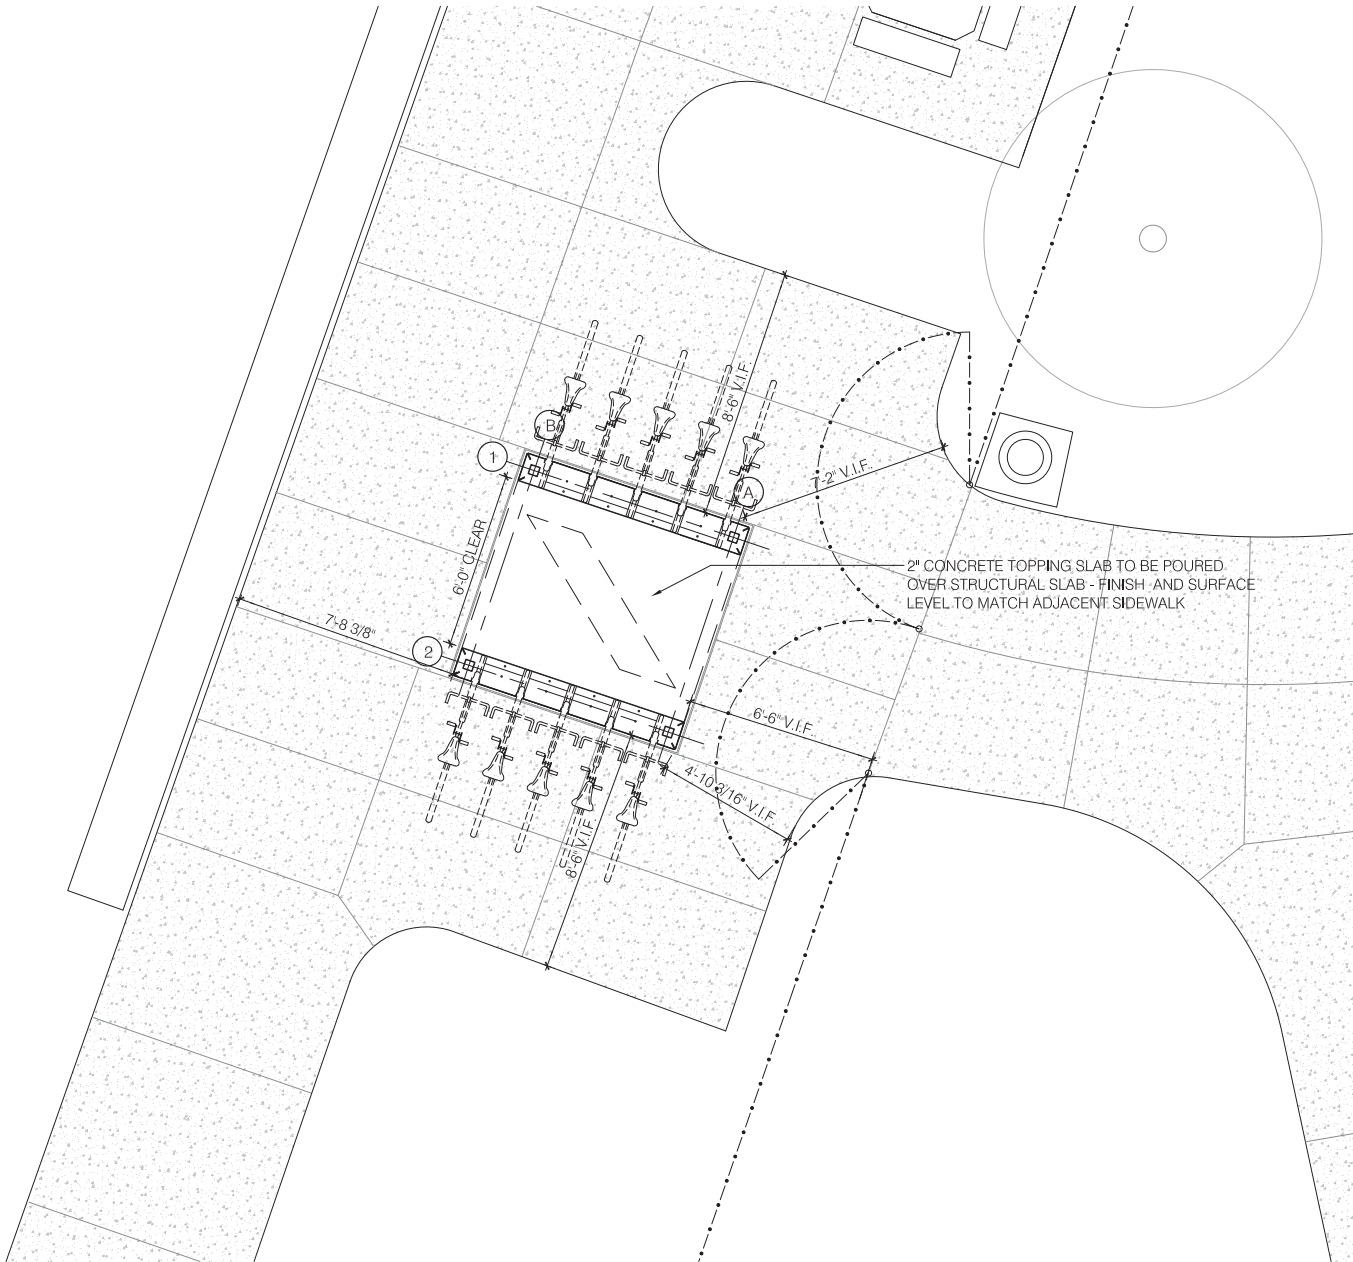 8'-6" V.I.F.
B
1
A
-2" V.I.F.
6'-0" CLEAR
2" CONCRETE TOPPING SLAB TO BE POURED
OVER STRUCTURAL SLAB - FINISH AND SURFACE
LEVEL TO MATCH ADJACENT SIDEWALK
7'-8 3/8"
2
6'-6" V.I.F.
4'-10 3/16" V.I.F.
8'-6" V.I.F.